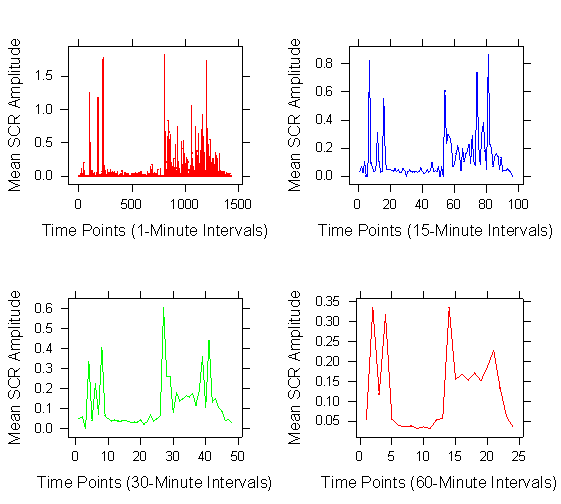 Mean SCR Amplitude
1.5
1.0
0.5
0.0
0 500 1000 1500
Time Points (1-Minute Intervals)
Mean SCR Amplitude
0.8
0.6
0.4
0.2
0.0
0 20 40 60 80 100
Time Points (15-Minute Intervals)
Mean SCR Amplitude
0.6
0.5
0.4
0.3
0.2
0.1
0.0
0 10 20 30 40 50
Time Points (30-Minute Intervals)
Mean SCR Amplitude
0.35
0.30
0.25
0.20
0.15
0.10
0.05
0 5 10 15 20 25
Time Points (60-Minute Intervals)